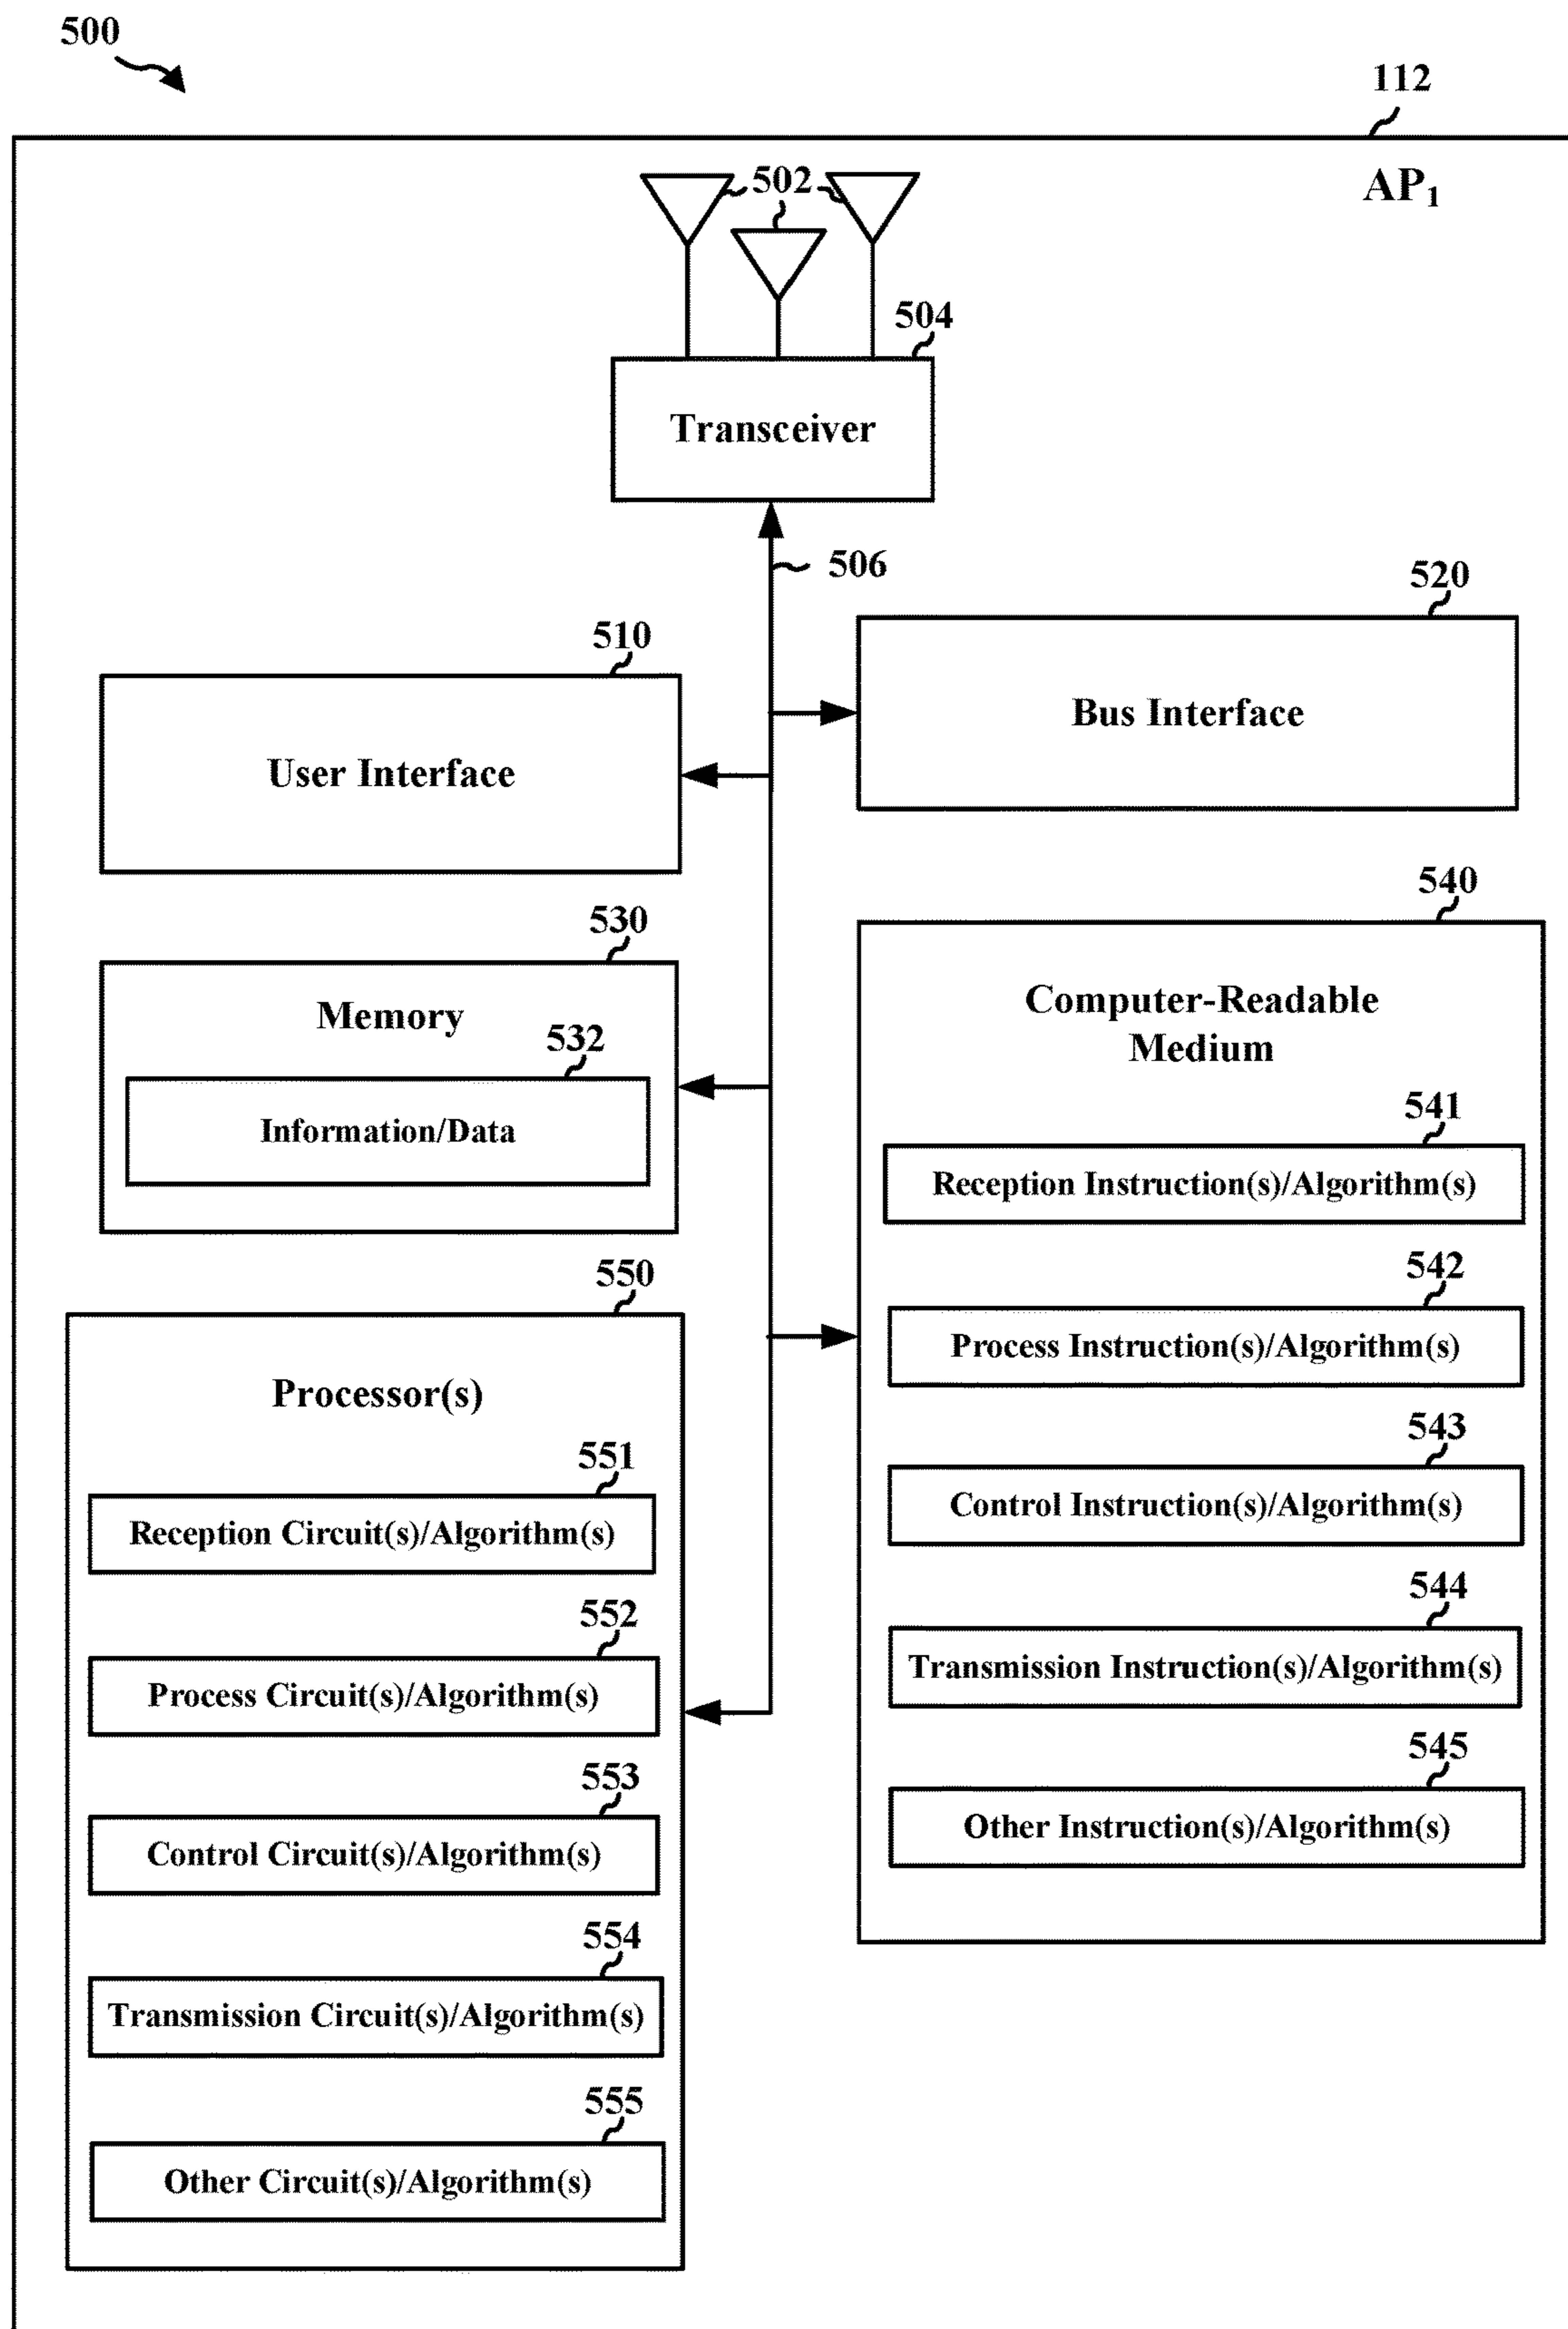 500
112
AP₁
502
504
Transceiver
506
520
Bus Interface
510
User Interface
540
Computer-Readable
Medium
530
Memory
532
Information/Data
541
Reception Instruction(s)/Algorithm(s)
542
Process Instruction(s)/Algorithm(s)
543
Control Instruction(s)/Algorithm(s)
544
Transmission Instruction(s)/Algorithm(s)
545
Other Instruction(s)/Algorithm(s)
550
Processor(s)
551
Reception Circuit(s)/Algorithm(s)
552
Process Circuit(s)/Algorithm(s)
553
Control Circuit(s)/Algorithm(s)
554
Transmission Circuit(s)/Algorithm(s)
555
Other Circuit(s)/Algorithm(s)